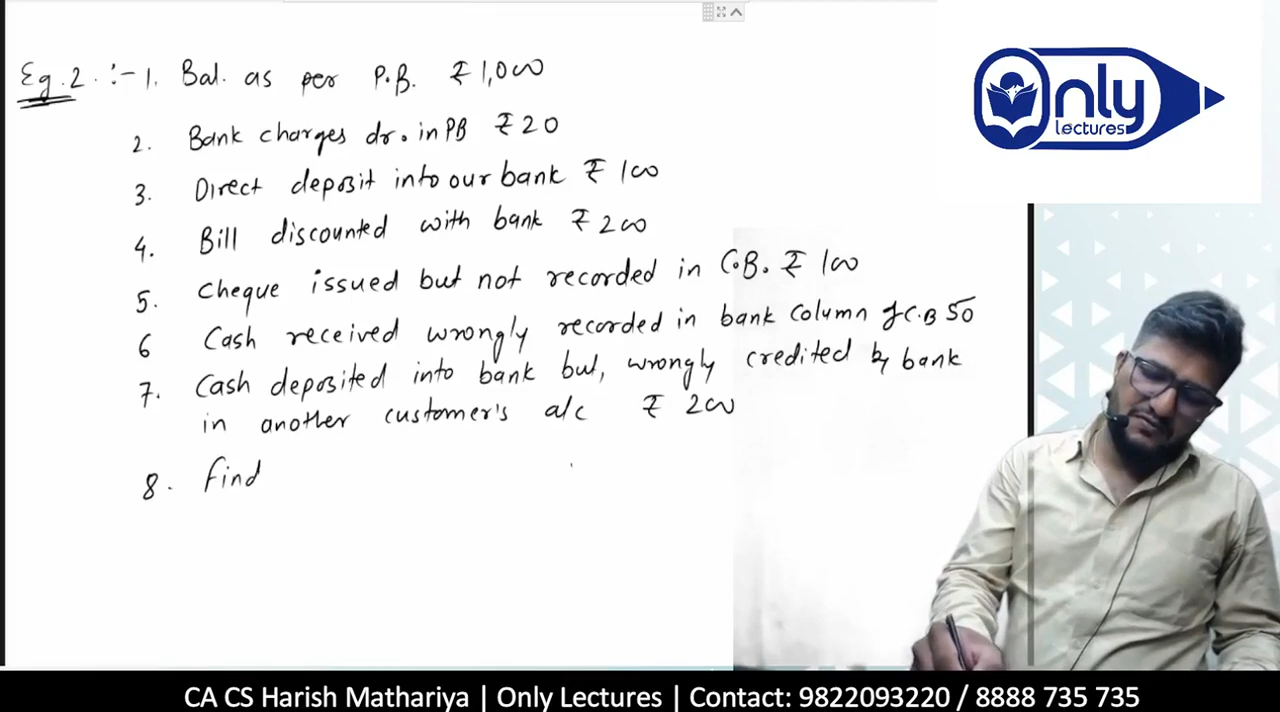 Eg.2. :- 1. Bal. as per P.B. ₹ 1,000
2. Bank charges dr. in PB ₹ 20
3. Direct deposit into our bank ₹ 100
4. Bill discounted with bank ₹ 200
5. Cheque issued but not recorded in C.B. ₹ 100
6 Cash received wrongly recorded in bank column of C.B 50
7. Cash deposited into bank but, wrongly credited by bank
in another customer's a/c ₹ 200
8. Find
Only
Lectures
CA CS Harish Mathariya | Only Lectures | Contact: 9822093220 / 8888 735 735